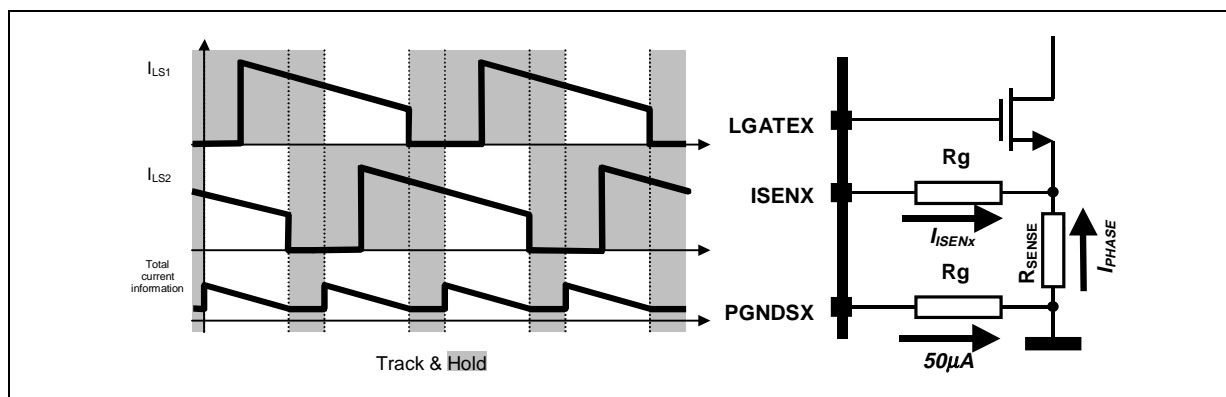 I_LS1
I_LS2
Total
current
information
Track & Hold
LGATEX
ISENX
PGNDSX
Rg
I_ISENx
Rg
50µA
R_SENSE
I_PHASE